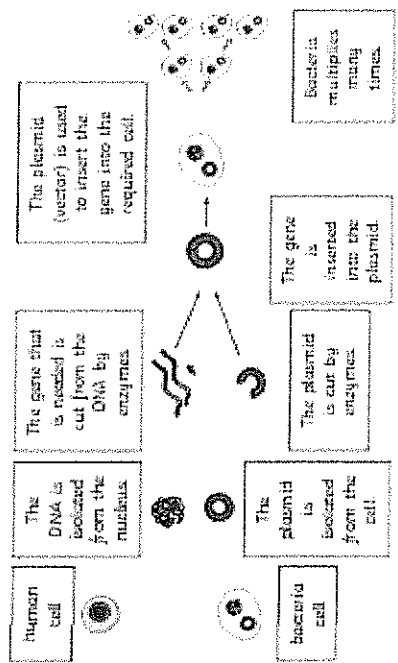 human
cell
The
DNA is
isolated
from the
nucleus.
The gene that
is needed is
cut from the
DNA by
enzymes.
The plasmid
(vector) is used
to insert the
gene into the
required cell.
bacteria
cell
The
plasmid
is
isolated
from the
cell.
The plasmid
is cut by
enzymes.
The gene
is
inserted
into the
plasmid.
Bacteria
multiplies
many
times.